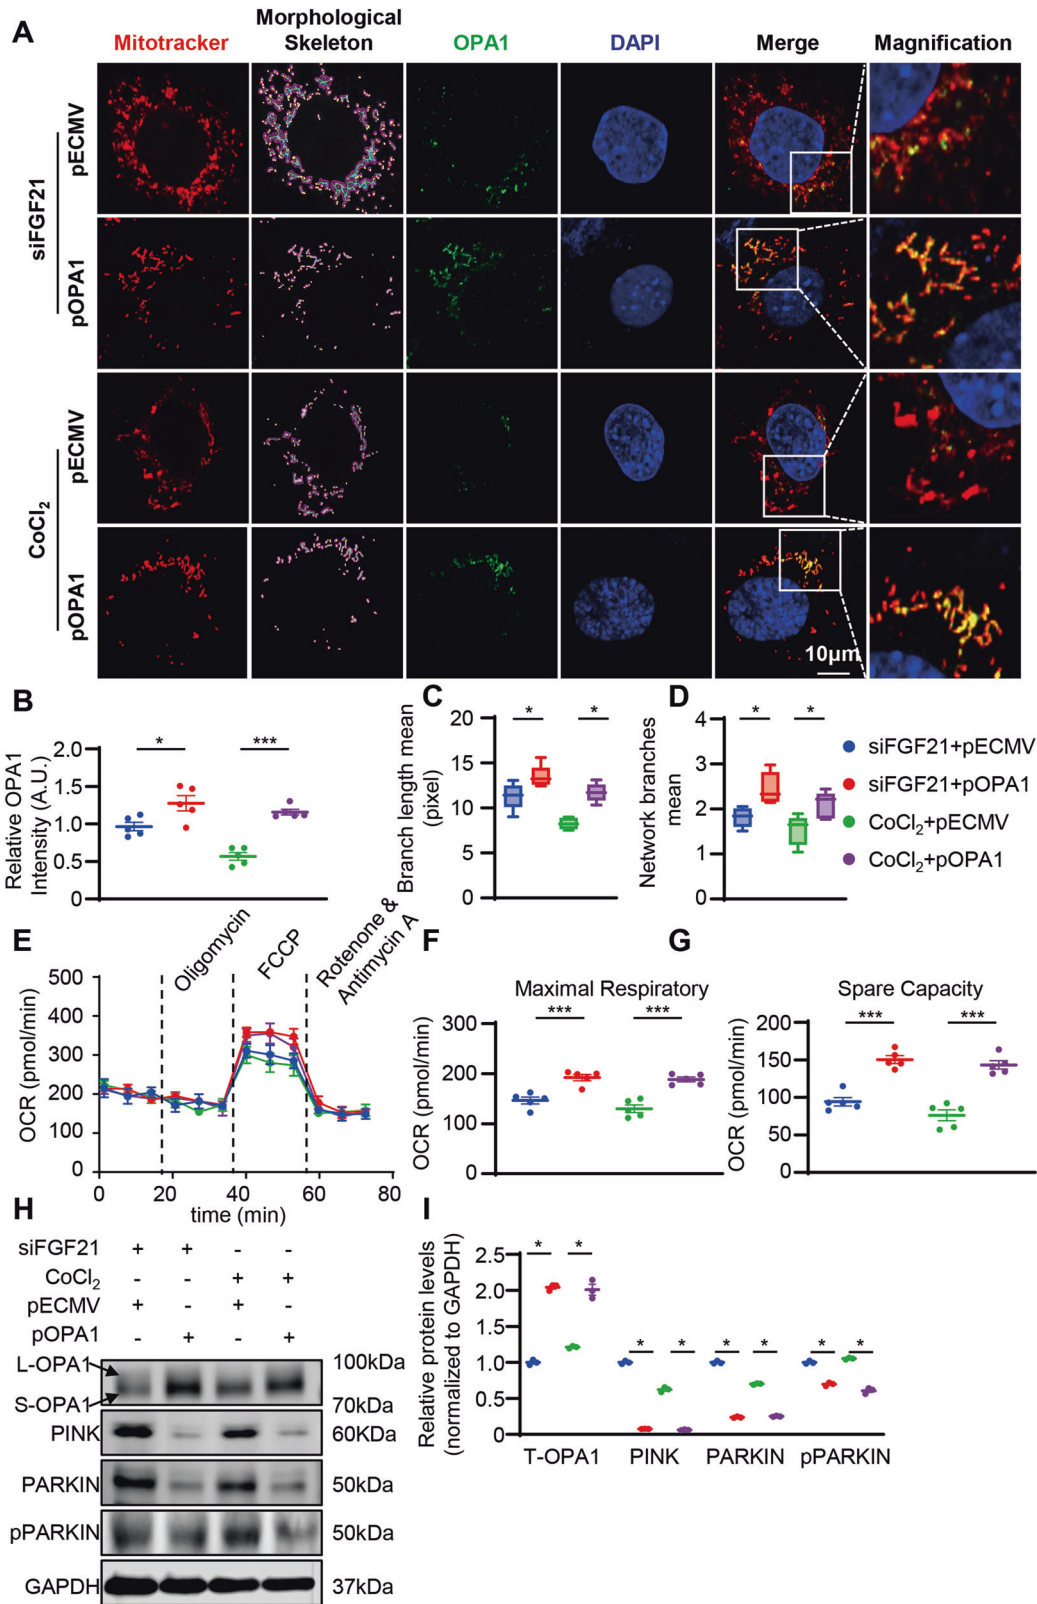 A
Mitotracker
Morphological
Skeleton
OPA1
DAPI
Merge
Magnification
siFGF21
pECMV
pOPA1
CoCl₂
pECMV
pOPA1
10μm
B
Relative OPA1
Intensity (A.U.)
2.0
1.5
1.0
0.5
0
*
***
C
Branch length mean
(pixel)
20
15
10
5
0
*
*
D
Network branches
mean
4
3
2
1
0
*
*
siFGF21+pECMV
siFGF21+pOPA1
CoCl₂+pECMV
CoCl₂+pOPA1
E
Oligomycin
FCCP
Rotenone &
Antimycin A
OCR (pmol/min)
500
400
300
200
100
0
0
20
40
60
80
time (min)
F
Maximal Respiratory
OCR (pmol/min)
300
200
100
0
***
***
G
Spare Capacity
OCR (pmol/min)
200
150
100
50
0
***
***
H
siFGF21 + + - -
CoCl₂ - - + +
pECMV + - + -
pOPA1 - + - +
L-OPA1
100kDa
S-OPA1
70kDa
PINK
60KDa
PARKIN
50kDa
pPARKIN
50kDa
GAPDH
37kDa
I
Relative protein levels
(normalized to GAPDH)
2.5
2.0
1.5
1.0
0.5
0
* *
* * * * * *
T-OPA1 PINK PARKIN pPARKIN